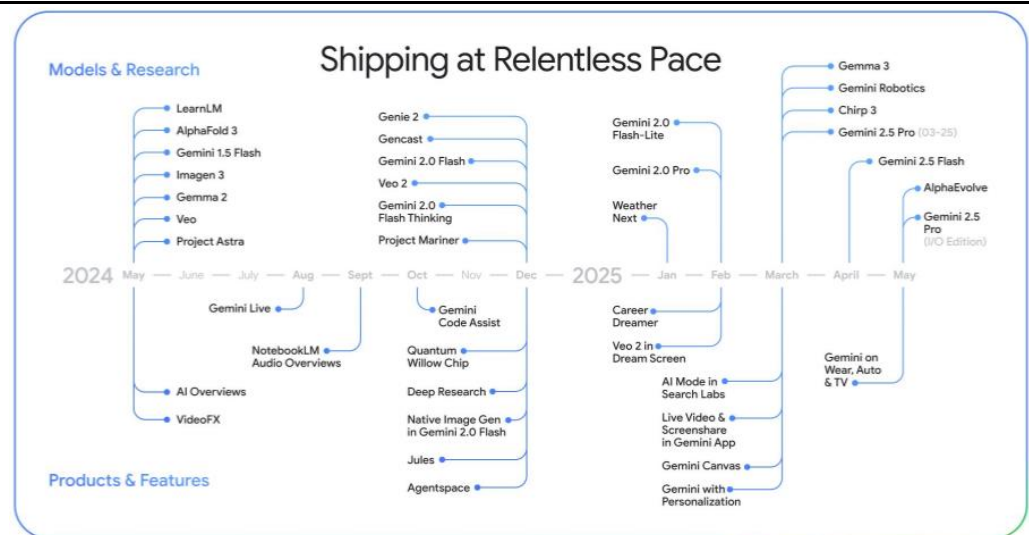 Shipping at Relentless Pace
Models & Research
LearnLM
AlphaFold 3
Gemini 1.5 Flash
Imagen 3
Gemma 2
Veo
Project Astra
Genie 2
Gencast
Gemini 2.0 Flash
Veo 2
Gemini 2.0
Flash Thinking
Project Mariner
Gemini 2.0
Flash-Lite
Gemini 2.0 Pro
Weather
Next
Gemma 3
Gemini Robotics
Chirp 3
Gemini 2.5 Pro (03-25)
Gemini 2.5 Flash
AlphaEvolve
Gemini 2.5
Pro
(I/O Edition)
2024 May June July Aug Sept Oct Nov Dec 2025 Jan Feb March April May
Gemini Live
NotebookLM
Audio Overviews
AI Overviews
VideoFX
Gemini
Code Assist
Quantum
Willow Chip
Deep Research
Native Image Gen
in Gemini 2.0 Flash
Jules
Agentspace
Career
Dreamer
Veo 2 in
Dream Screen
AI Mode in
Search Labs
Live Video &
Screenshare
in Gemini App
Gemini Canvas
Gemini with
Personalization
Gemini on
Wear, Auto
& TV
Products & Features